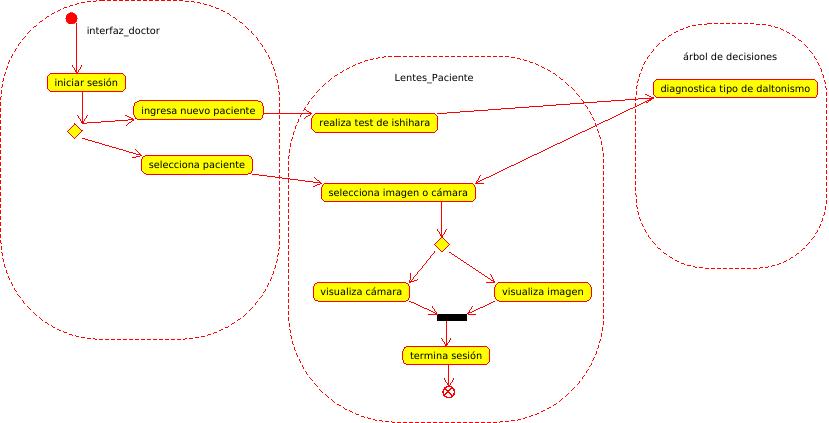 interfaz_doctor
iniciar sesión
ingresa nuevo paciente
selecciona paciente
Lentes_Paciente
realiza test de ishihara
selecciona imagen o cámara
visualiza cámara
visualiza imagen
termina sesión
árbol de decisiones
diagnostica tipo de daltonismo